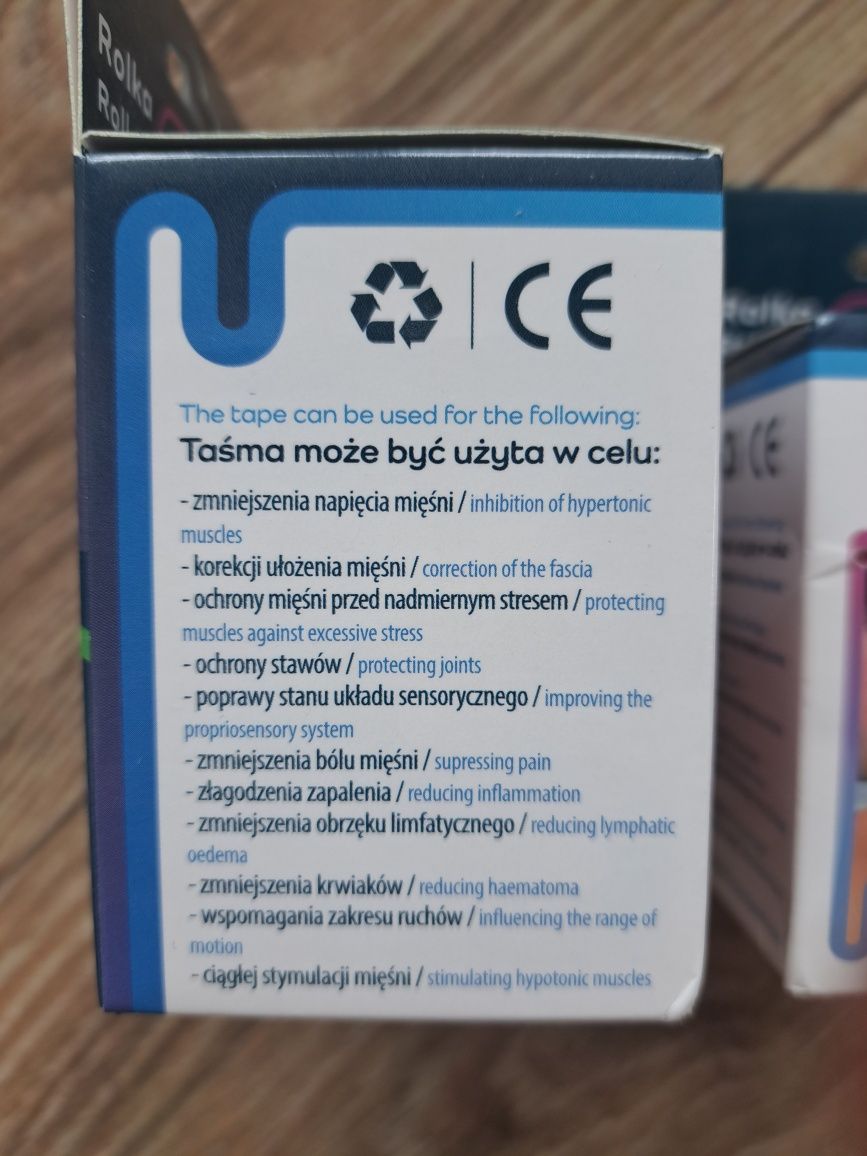 Rolka
Roll
CE
The tape can be used for the following:
Taśma może być użyta w celu:
- zmniejszenia napięcia mięśni / inhibition of hypertonic
muscles
- korekcji ułożenia mięśni / correction of the fascia
- ochrony mięśni przed nadmiernym stresem / protecting
muscles against excessive stress
- ochrony stawów / protecting joints
- poprawy stanu układu sensorycznego / improving the
propriosensory system
- zmniejszenia bólu mięśni / supressing pain
- złagodzenia zapalenia / reducing inflammation
- zmniejszenia obrzęku limfatycznego / reducing lymphatic
oedema
- zmniejszenia krwiaków / reducing haematoma
- wspomagania zakresu ruchów / influencing the range of
motion
- ciągłej stymulacji mięśni / stimulating hypotonic muscles
Rolka
CE